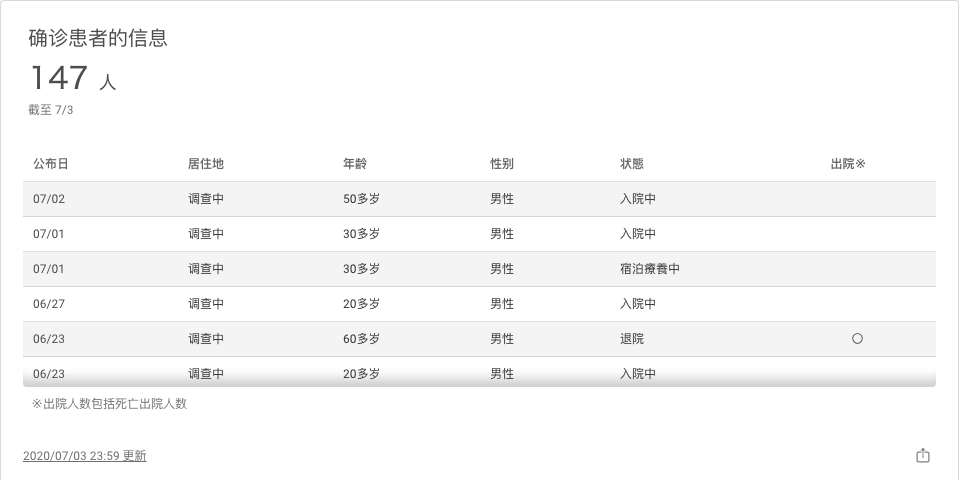 确诊患者的信息
147 人
截至 7/3
公布日 居住地 年龄 性别 状態 出院※
07/02 调查中 50多岁 男性 入院中
07/01 调查中 30多岁 男性 入院中
07/01 调查中 30多岁 男性 宿泊療養中
06/27 调查中 20多岁 男性 入院中
06/23 调查中 60多岁 男性 退院 〇
06/23 调查中 20多岁 男性 入院中
※出院人数包括死亡出院人数
2020/07/03 23:59 更新